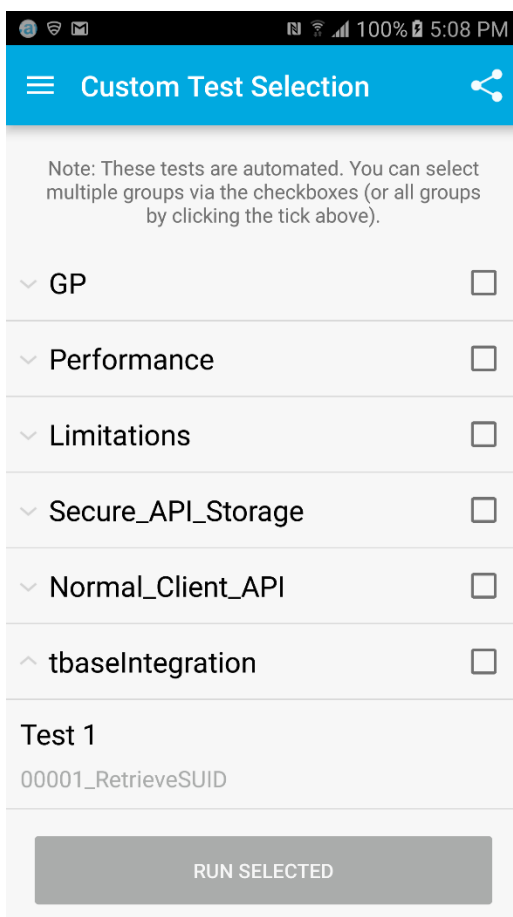 100% 5:08 PM
Custom Test Selection
Note: These tests are automated. You can select
multiple groups via the checkboxes (or all groups
by clicking the tick above).
GP
Performance
Limitations
Secure_API_Storage
Normal_Client_API
tbaseIntegration
Test 1
00001_RetrieveSUID
RUN SELECTED